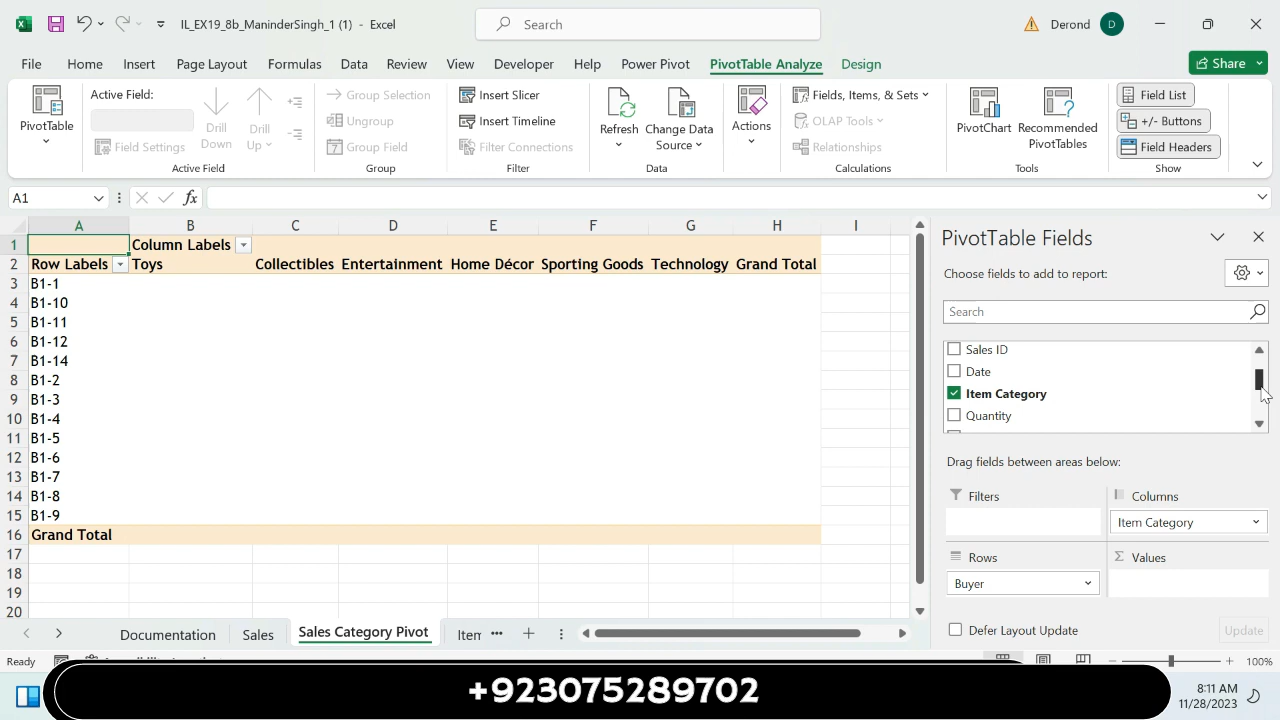 IL_EX19_8b_ManinderSingh_1 (1) - Excel
Search
Derond
D
File
Home
Insert
Page Layout
Formulas
Data
Review
View
Developer
Help
Power Pivot
PivotTable Analyze
Design
Share
PivotTable
Active Field:
Field Settings
Drill Down
Drill Up
Active Field
Group Selection
Ungroup
Group Field
Group
Insert Slicer
Insert Timeline
Filter Connections
Filter
Refresh
Change Data Source
Data
Actions
Fields, Items, & Sets
OLAP Tools
Relationships
Calculations
PivotChart
Recommended PivotTables
Tools
Field List
+/- Buttons
Field Headers
Show
A1
fx
A B C D E F G H I
1 Column Labels
2 Row Labels Toys Collectibles Entertainment Home Décor Sporting Goods Technology Grand Total
3 B1-1
4 B1-10
5 B1-11
6 B1-12
7 B1-14
8 B1-2
9 B1-3
10 B1-4
11 B1-5
12 B1-6
13 B1-7
14 B1-8
15 B1-9
16 Grand Total
17
18
19
20
PivotTable Fields
Choose fields to add to report:
Search
Sales ID
Date
Item Category
Quantity
Drag fields between areas below:
Filters
Columns
Item Category
Rows
Buyer
Σ Values
Defer Layout Update
Update
Documentation
Sales
Sales Category Pivot
Item
Ready
100%
+923075289702
8:11 AM
11/28/2023